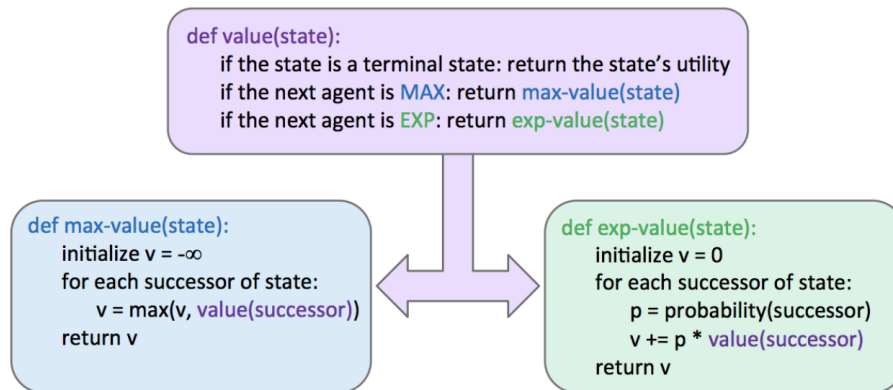 def value(state):
if the state is a terminal state: return the state's utility
if the next agent is MAX: return max-value(state)
if the next agent is EXP: return exp-value(state)
def max-value(state):
initialize v = -∞
for each successor of state:
v = max(v, value(successor))
return v
def exp-value(state):
initialize v = 0
for each successor of state:
p = probability(successor)
v += p * value(successor)
return v